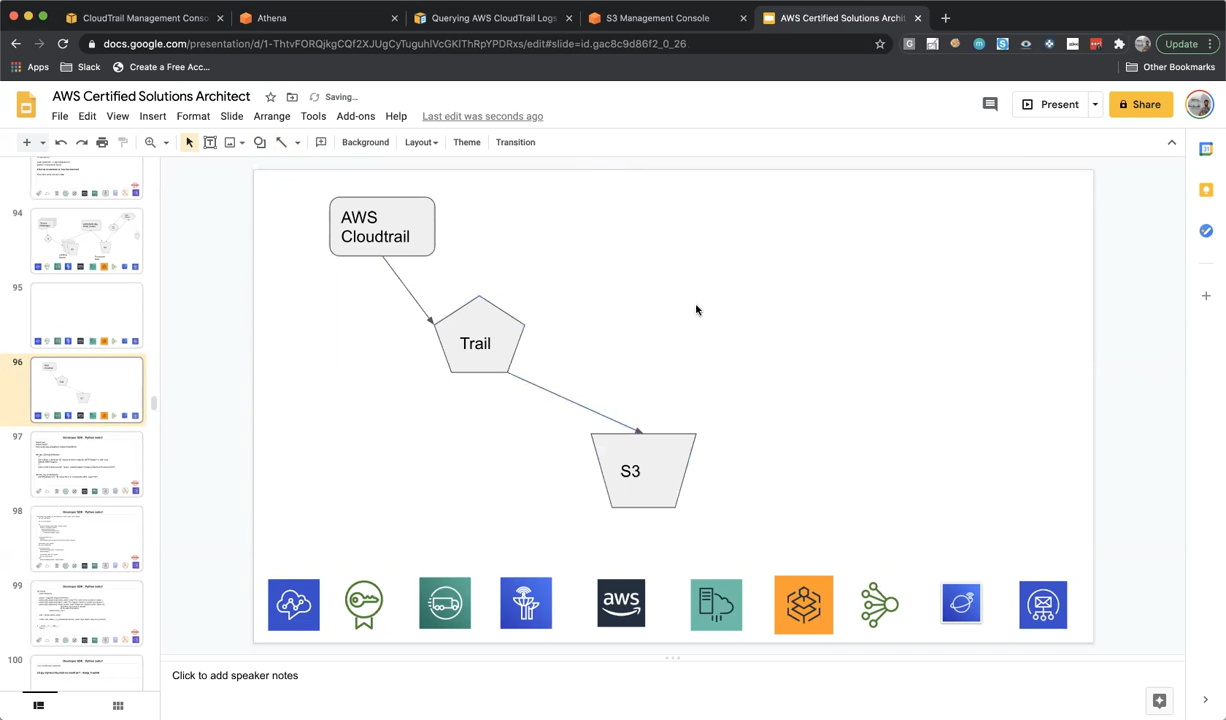 CloudTrail Management Conso
Athena
Querying AWS CloudTrail Logs
S3 Management Console
AWS Certified Solutions Archit
docs.google.com/presentation/d/1-ThtvFORQjkgCQf2XJUgCyTuguhlVcGKIThRpYPDRxs/edit#slide=id.gac8c9d86f2_0_26
Update
Apps
Slack
Create a Free Acc...
Other Bookmarks
AWS Certified Solutions Architect
Saving...
File Edit View Insert Format Slide Arrange Tools Add-ons Help Last edit was seconds ago
Present
Share
Background Layout Theme Transition
94
95
96
97
98
99
100
AWS
Cloudtrail
Trail
S3
aws
Click to add speaker notes